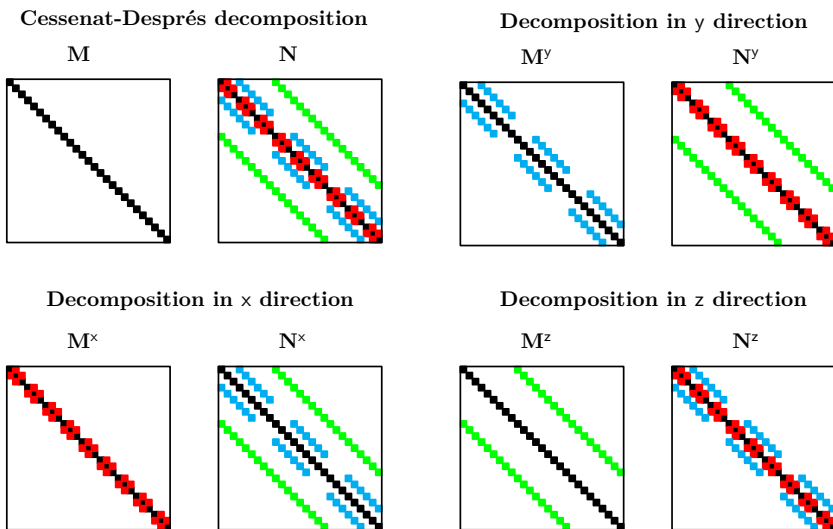 Cessenat-Després decomposition
M N
Decomposition in y direction
Mʸ Nʸ
Decomposition in x direction
Mˣ Nˣ
Decomposition in z direction
Mᶻ Nᶻ